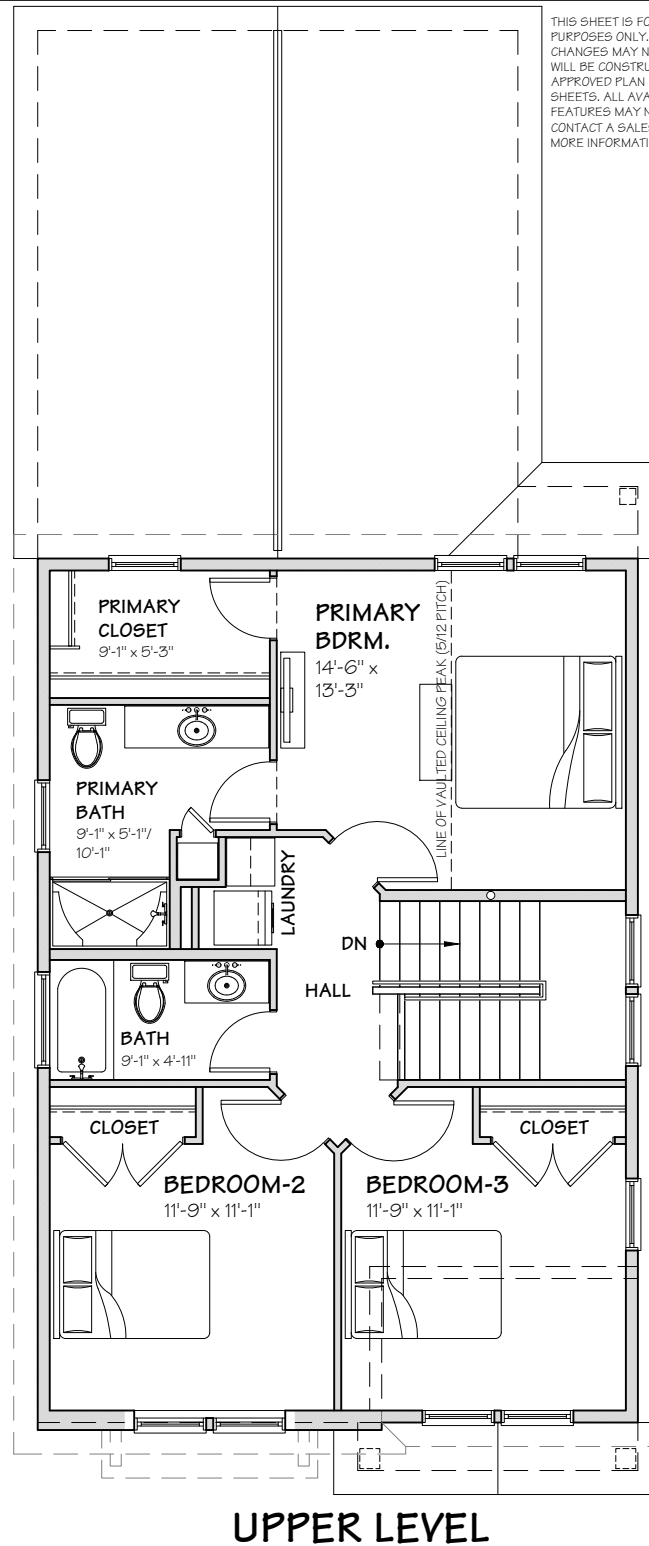 THIS SHEET IS FO
PURPOSES ONLY.
CHANGES MAY N
WILL BE CONSTRU
APPROVED PLAN
SHEETS. ALL AVA
FEATURES MAY N
CONTACT A SALES
MORE INFORMATI
PRIMARY
CLOSET
9'-1" x 5'-3"
PRIMARY
BDRM.
14'-6" x
13'-3"
LINE OF VAULTED CEILING PEAK (5/12 PITCH)
PRIMARY
BATH
9'-1" x 5'-1"/
10'-1"
LAUNDRY
DN
HALL
BATH
9'-1" x 4'-11"
CLOSET
CLOSET
BEDROOM-2
11'-9" x 11'-1"
BEDROOM-3
11'-9" x 11'-1"
UPPER LEVEL